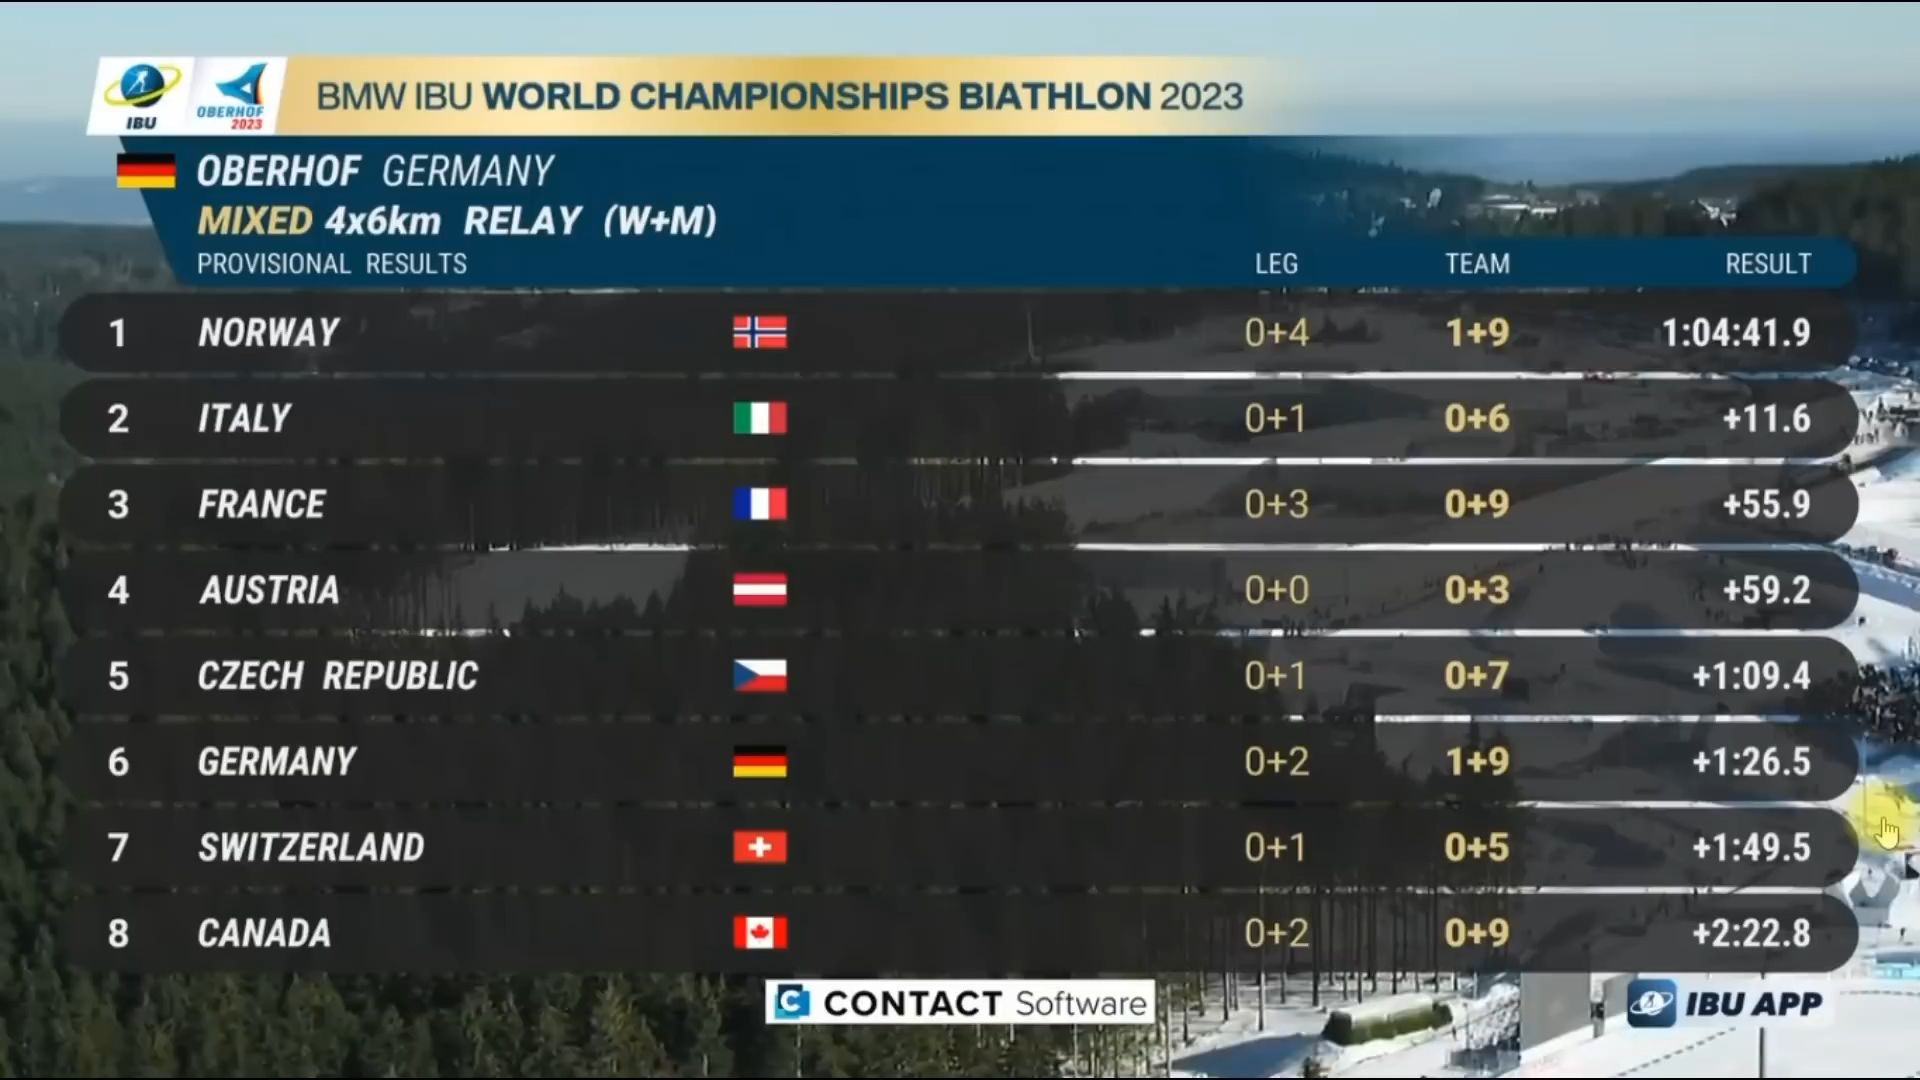 IBU
OBERHOF
2023
BMW IBU WORLD CHAMPIONSHIPS BIATHLON 2023
OBERHOF GERMANY
MIXED 4x6km RELAY (W+M)
PROVISIONAL RESULTS LEG TEAM RESULT
1 NORWAY 0+4 1+9 1:04:41.9
2 ITALY 0+1 0+6 +11.6
3 FRANCE 0+3 0+9 +55.9
4 AUSTRIA 0+0 0+3 +59.2
5 CZECH REPUBLIC 0+1 0+7 +1:09.4
6 GERMANY 0+2 1+9 +1:26.5
7 SWITZERLAND 0+1 0+5 +1:49.5
8 CANADA 0+2 0+9 +2:22.8
C CONTACT Software
IBU APP